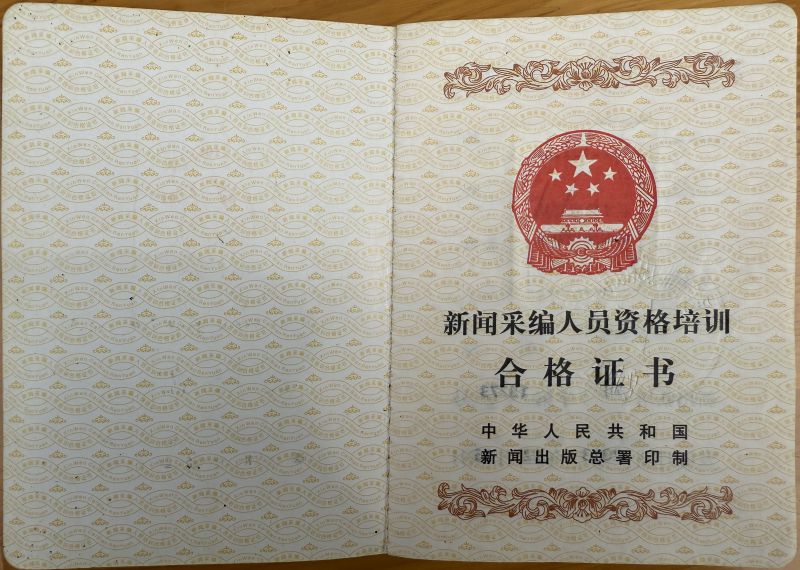 新闻采编人员资格培训
合格证书
中华人民共和国
新闻出版总署印制